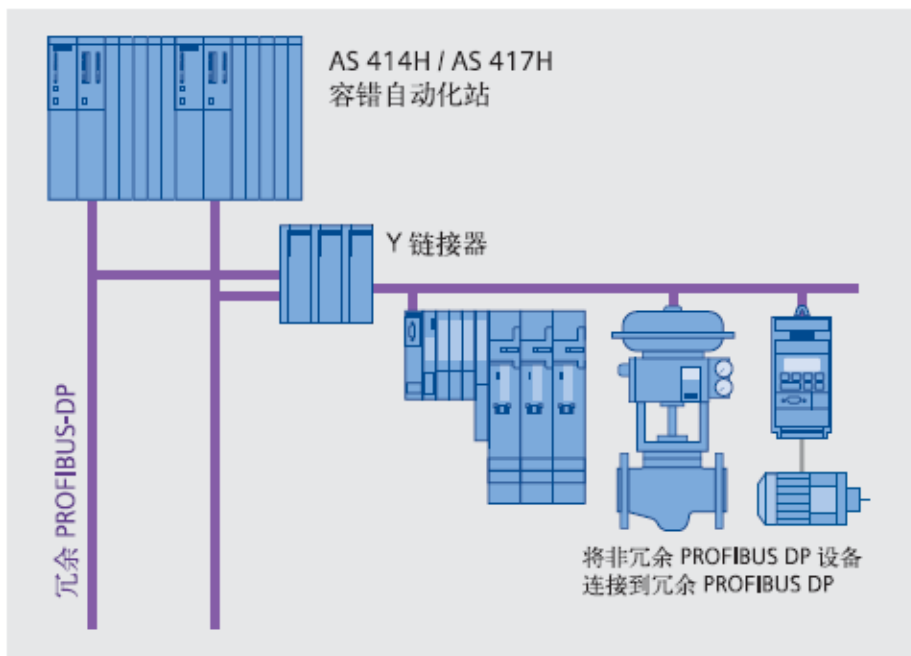 AS 414H / AS 417H
容错自动化站
Y 链接器
冗余 PROFIBUS-DP
将非冗余 PROFIBUS DP 设备
连接到冗余 PROFIBUS DP